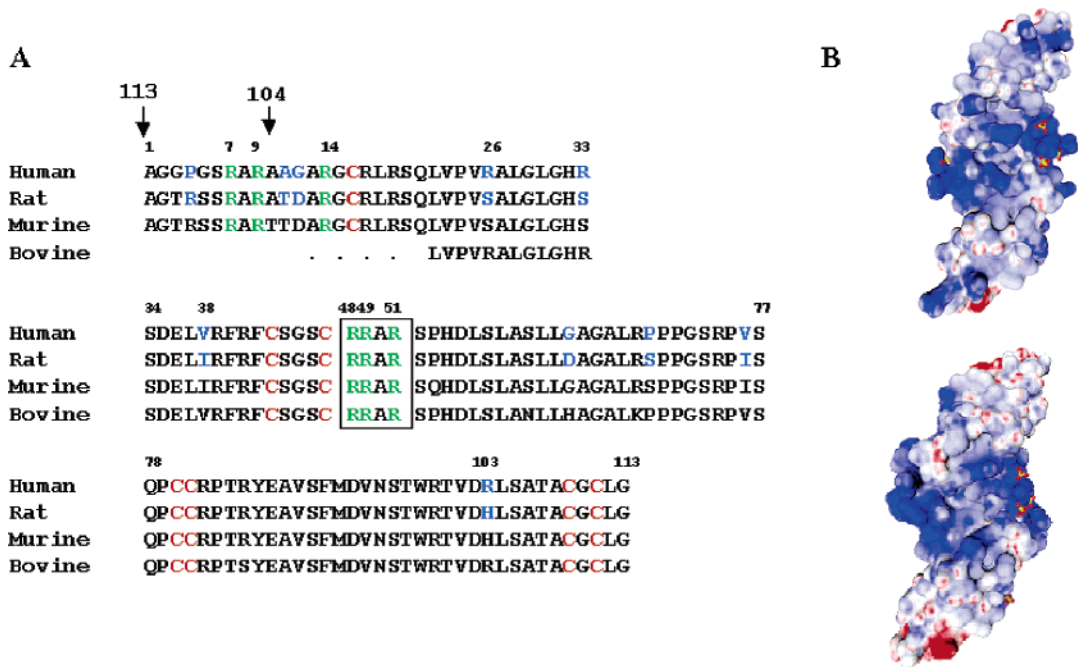 A
B
113 104
1 7 9 14 26 33
Human AGGPGSRARAAGARGCRLRSQLVPVRALGLGHR
Rat AGTRSSRARATDARGCRLRSQLVPVSALGLGHS
Murine AGTRSSRARTTDARGCRLRSQLVPVSALGLGHS
Bovine . . . . LVPVRALGLGHR
34 38 4849 51 77
Human SDELVRFRFCSGSC RRAR SPHDLSLASLLGAGALRPPPGSRPVS
Rat SDELIRFRFCSGSC RRAR SPHDLSLASLLDAGALRSPPGSRPIS
Murine SDELIRFRFCSGSC RRAR SQHDLSLASLLGAGALRSPPGSRPIS
Bovine SDELVRFRFCSGSC RRAR SPHDLSLANLLHAGALKPPPGSRPVS
78 103 113
Human QPCCRPTRYEAVSFMDVNSTWRTVDRLSATACGCLG
Rat QPCCRPTRYEAVSFMDVNSTWRTVDHLSATACGCLG
Murine QPCCRPTRYEAVSFMDVNSTWRTVDHLSATACGCLG
Bovine QPCCRPTSYEAVSFMDVNSTWRTVDRLSATACGCLG